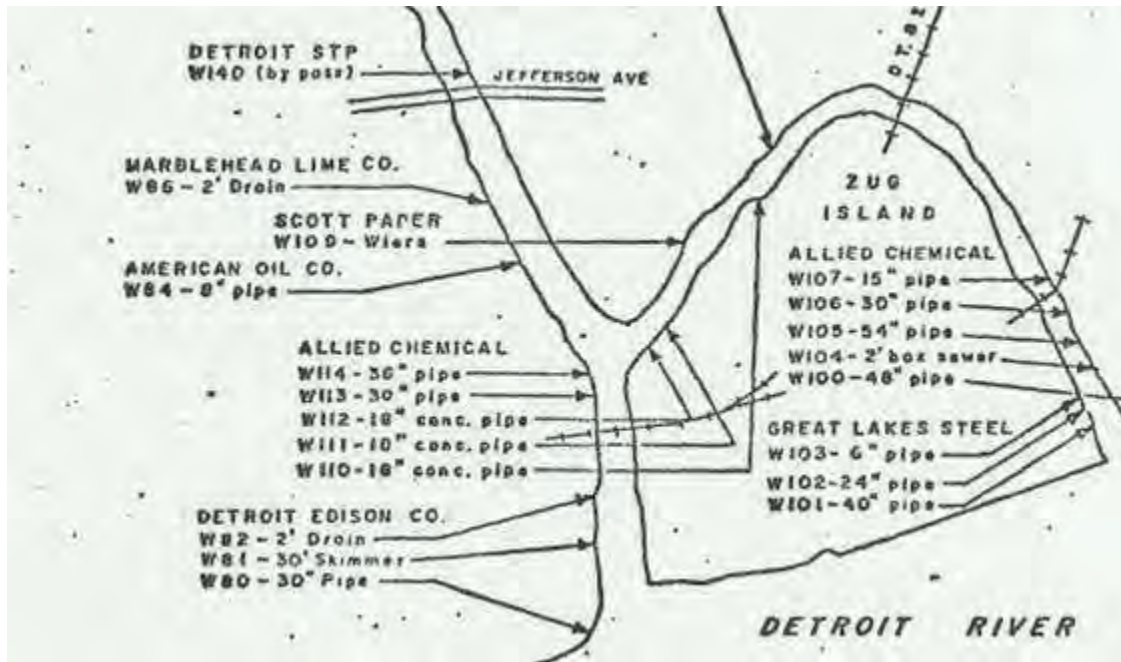 DETROIT STP
W140 (by pass)
JEFFERSON AVE
DT. 82
MARBLEHEAD LIME CO.
W86-2' Drain
SCOTT PAPER
W109-Wiers
AMERICAN OIL CO.
W84-8" pipe
ZUG
ISLAND
ALLIED CHEMICAL
W107-15" pipe
W106-30" pipe
W105-54" pipe
W104-2' box sewer
W100-48" pipe
ALLIED CHEMICAL
W114-36" pipe
W113-30" pipe
W112-18" conc. pipe
W111-10" conc. pipe
W110-18" conc. pipe
GREAT LAKES STEEL
W103-6" pipe
W102-24" pipe
W101-40" pipe
DETROIT EDISON CO.
W82-2' Drain
W81-30' Skimmer
W80-30" Pipe
DETROIT RIVER